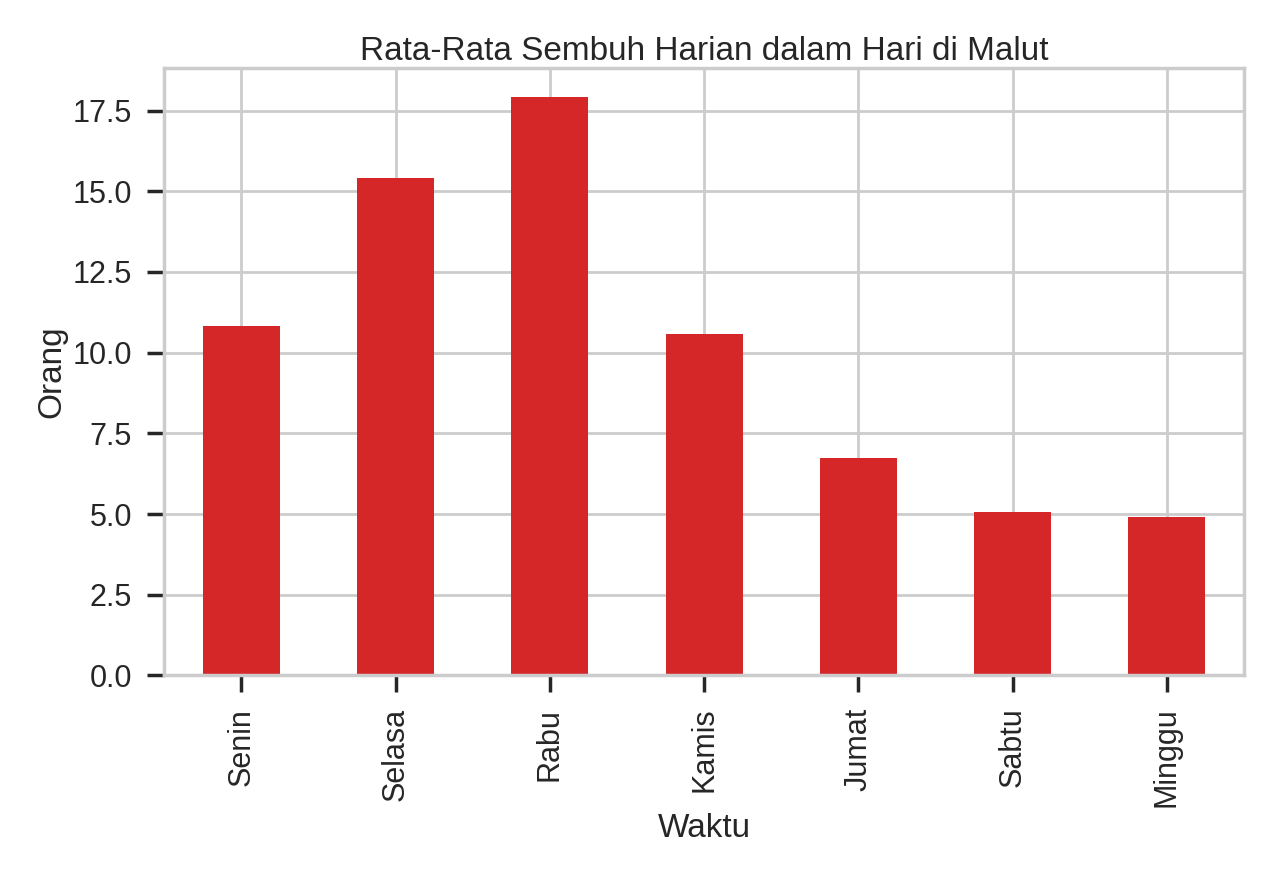 Rata-Rata Sembuh Harian dalam Hari di Malut
Orang
17.5
15.0
12.5
10.0
7.5
5.0
2.5
0.0
Senin
Selasa
Rabu
Kamis
Jumat
Sabtu
Minggu
Waktu